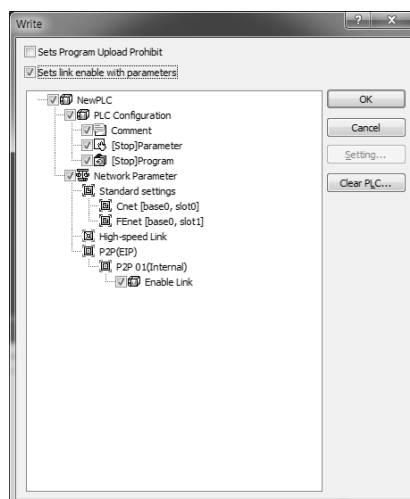 Write
Sets Program Upload Prohibit
Sets link enable with parameters
NewPLC
PLC Configuration
Comment
[Stop]Parameter
[Stop]Program
Network Parameter
Standard settings
Cnet [base0, slot0]
FEnet [base0, slot1]
High-speed Link
P2P(EIP)
P2P 01(Internal)
Enable Link
OK
Cancel
Setting...
Clear PLC...